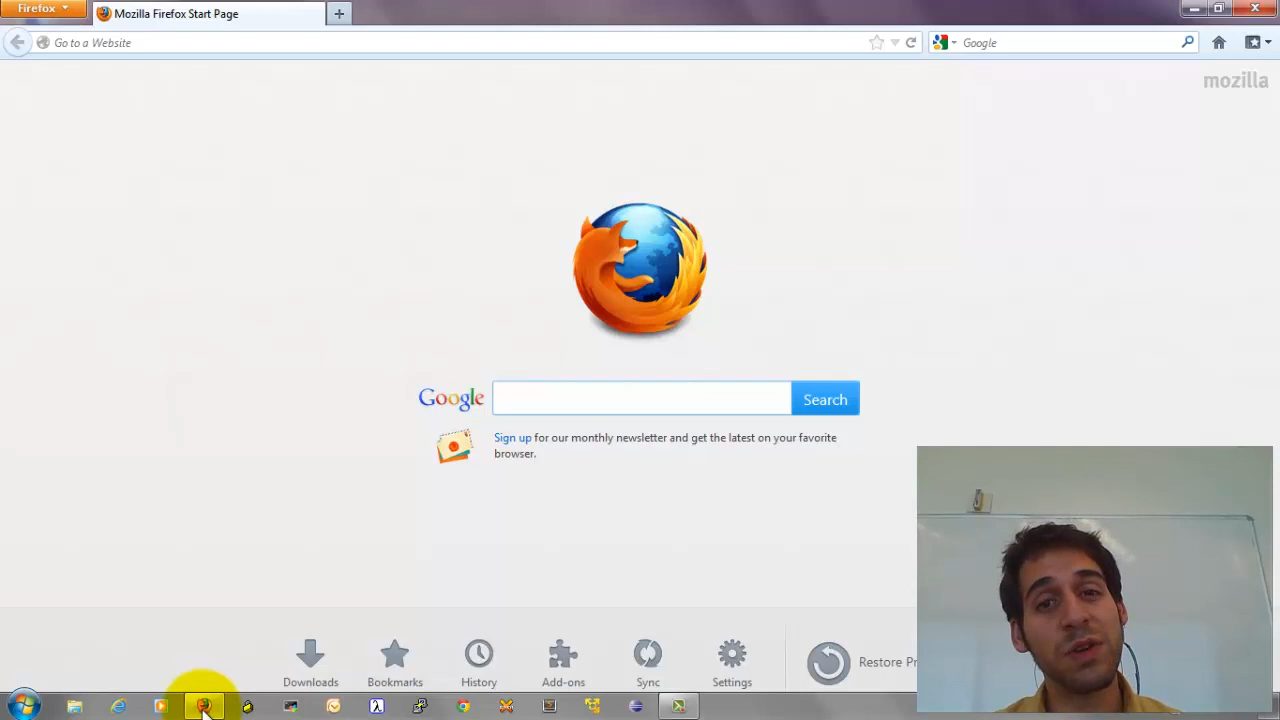 Firefox
Mozilla Firefox Start Page
Go to a Website
Google
mozilla
Google
Search
Sign up for our monthly newsletter and get the latest on your favorite
browser.
Downloads
Bookmarks
History
Add-ons
Sync
Settings
Restore Pr